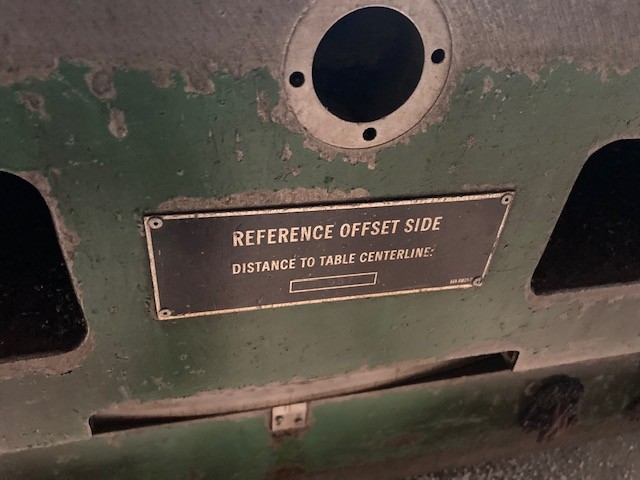 REFERENCE OFFSET SIDE
DISTANCE TO TABLE CENTERLINE: